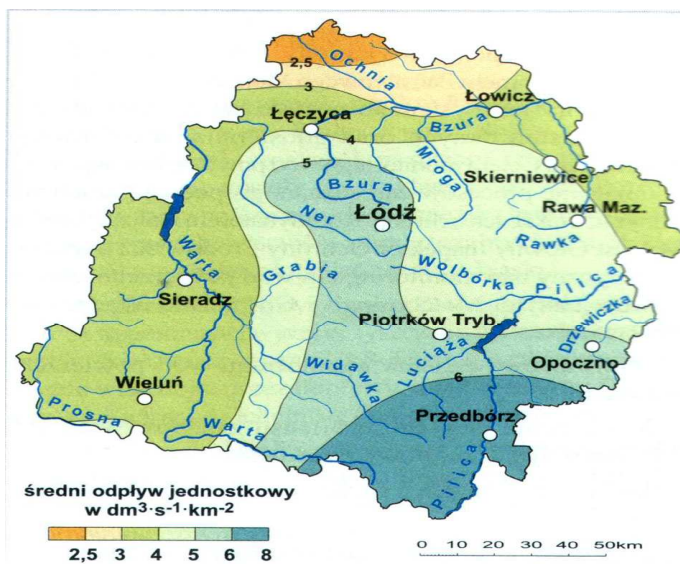 Ochnia
2,5
3
Łowicz
Łęczyca
Bzura
4
5
Mroga
Skierniewice
Bzura
Łódź
Rawa Maz.
Ner
Rawka
Warta
Grabia
Wolbórka
Pilica
Sieradz
Piotrków Tryb.
Drzewiczka
Luciąża
Opoczno
Widawka
6
Wieluń
Przedbórz
Prosna
Warta
Pilica
średni odpływ jednostkowy
w dm³·s⁻¹·km⁻²
2,5 3 4 5 6 8
0 10 20 30 40 50km